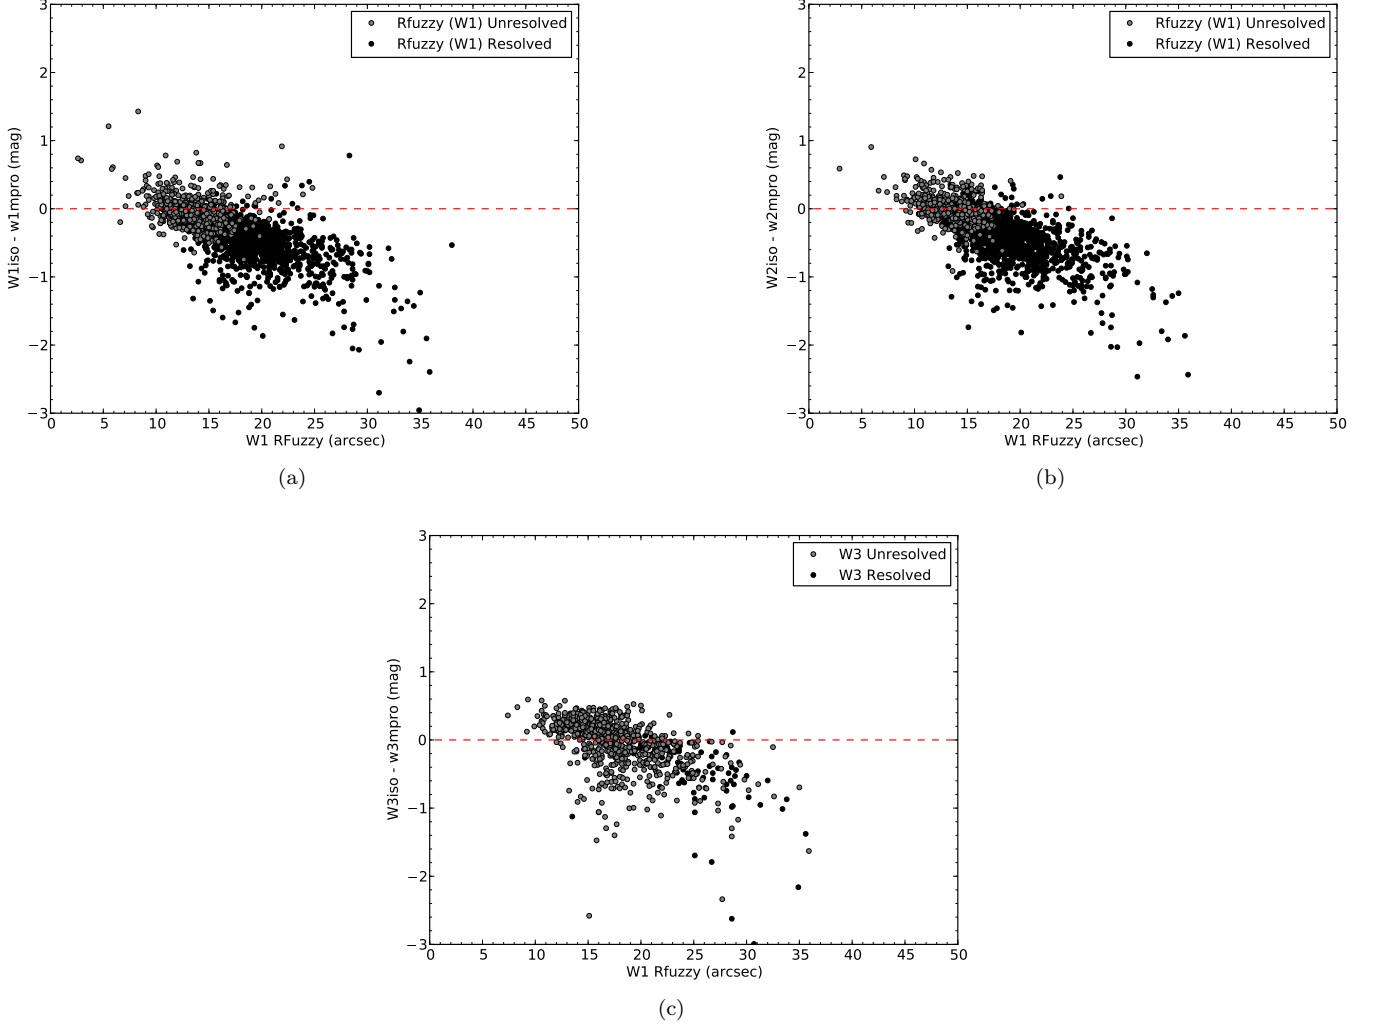 Rfuzzy (W1) Unresolved
Rfuzzy (W1) Resolved
3
2
1
0
−1
−2
−3
W1iso - w1mpro (mag)
0 5 10 15 20 25 30 35 40 45 50
W1 RFuzzy (arcsec)
(a)
Rfuzzy (W1) Unresolved
Rfuzzy (W1) Resolved
3
2
1
0
−1
−2
−3
W2iso - w2mpro (mag)
0 5 10 15 20 25 30 35 40 45 50
W1 RFuzzy (arcsec)
(b)
W3 Unresolved
W3 Resolved
3
2
1
0
−1
−2
−3
W3iso - w3mpro (mag)
0 5 10 15 20 25 30 35 40 45 50
W1 Rfuzzy (arcsec)
(c)